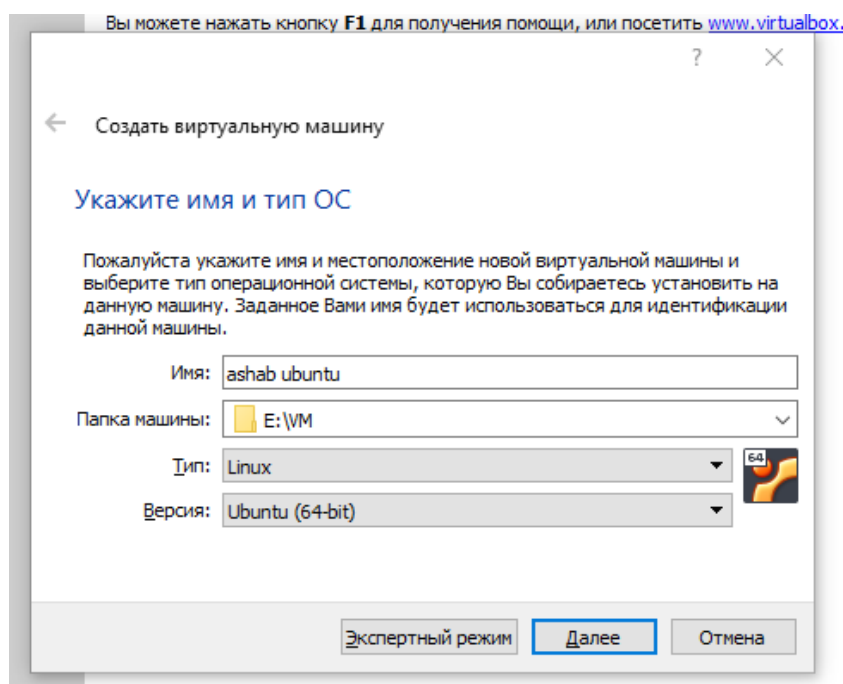 Вы можете нажать кнопку F1 для получения помощи, или посетить www.virtualbox.
?
Создать виртуальную машину
Укажите имя и тип ОС
Пожалуйста укажите имя и местоположение новой виртуальной машины и
выберите тип операционной системы, которую Вы собираетесь установить на
данную машину. Заданное Вами имя будет использоваться для идентификации
данной машины.
Имя: ashab ubuntu
Папка машины: E:\VM
Тип: Linux
64
Версия: Ubuntu (64-bit)
Экспертный режим Далее Отмена